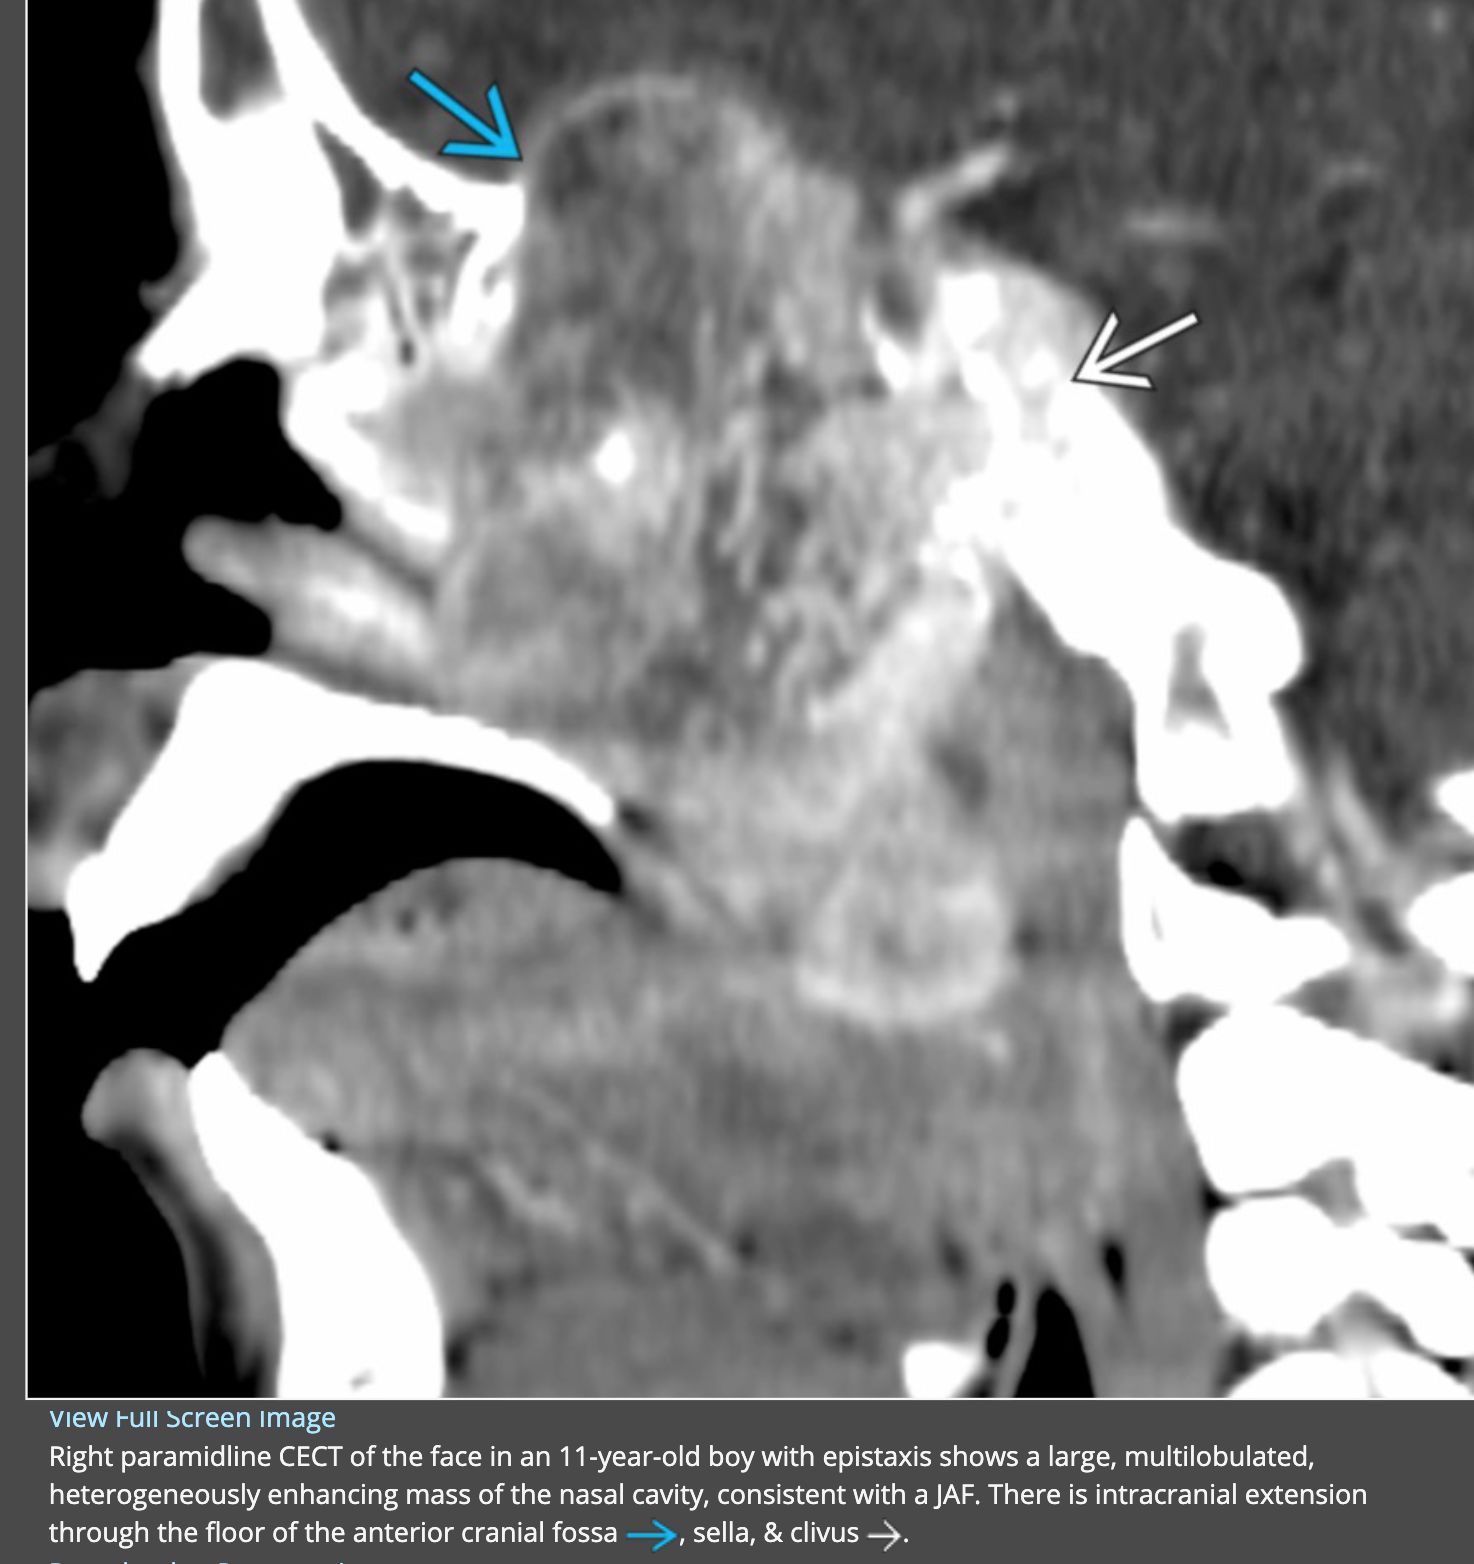 View Full Screen Image
Right paramidline CECT of the face in an 11-year-old boy with epistaxis shows a large, multilobulated,
heterogeneously enhancing mass of the nasal cavity, consistent with a JAF. There is intracranial extension
through the floor of the anterior cranial fossa →, sella, & clivus →.